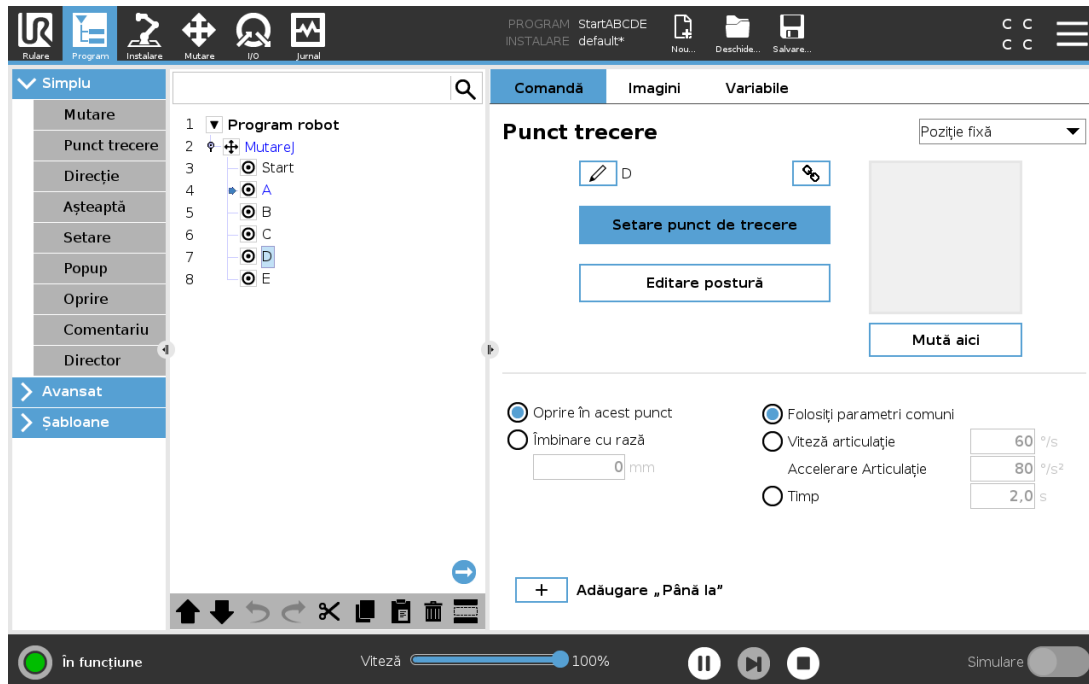 PROGRAM StartABCDE
INSTALARE default*
C C
C C
Rulare Program Instalare Mutare I/O Jurnal Nou... Deschide... Salvare...
Simplu
Mutare
Punct trecere
Direcție
Așteaptă
Setare
Popup
Oprire
Comentariu
Director
Avansat
Șabloane
1 Program robot
2 MutareJ
3 Start
4 A
5 B
6 C
7 D
8 E
Comandă Imagini Variabile
Punct trecere Poziție fixă
D
Setare punct de trecere
Editare postură
Mută aici
Oprire în acest punct
Îmbinare cu rază
0 mm
Folosiți parametri comuni
Viteză articulație 60 °/s
Accelerare Articulație 80 °/s²
Timp 2,0 s
+ Adăugare „Până la”
În funcțiune Viteză 100% Simulare